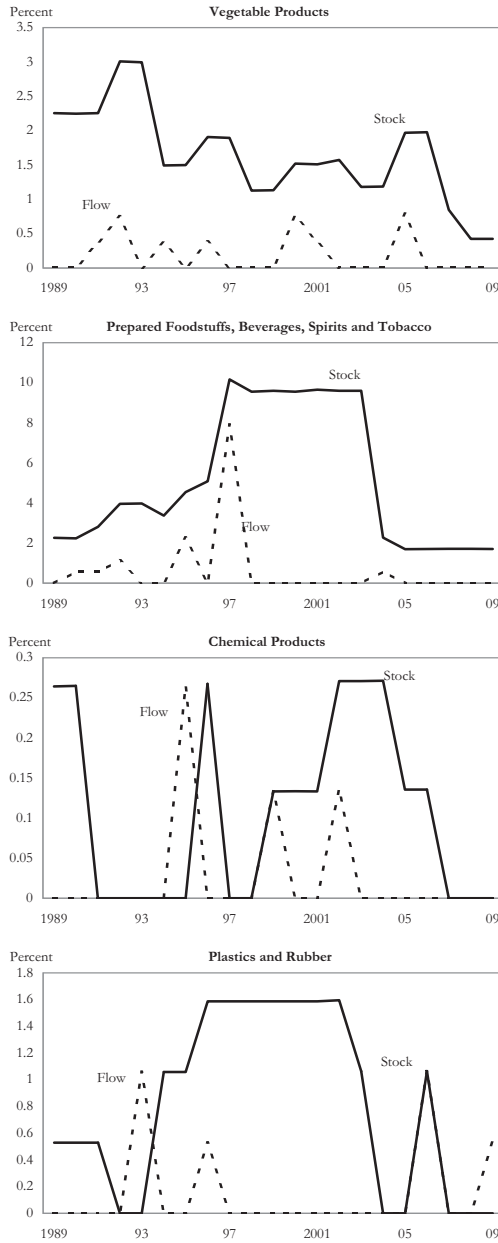 Percent Vegetable Products
3.5
3
2.5
2
1.5
1
0.5
0
Stock
Flow
1989 93 97 2001 05 09
Percent Prepared Foodstuffs, Beverages, Spirits and Tobacco
12
10
8
6
4
2
0
Stock
Flow
1989 93 97 2001 05 09
Percent Chemical Products
0.3
0.25
0.2
0.15
0.1
0.05
0
Stock
Flow
1989 93 97 2001 05 09
Percent Plastics and Rubber
1.8
1.6
1.4
1.2
1
0.8
0.6
0.4
0.2
0
Stock
Flow
1989 93 97 2001 05 09